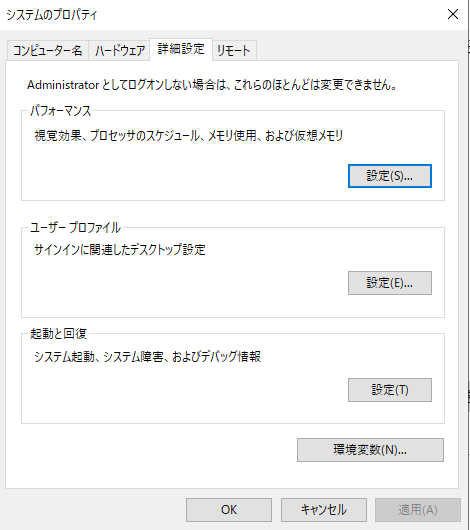 システムのプロパティ
コンピューター名 ハードウェア 詳細設定 リモート
Administrator としてログオンしない場合は、これらのほとんどは変更できません。
パフォーマンス
視覚効果、プロセッサのスケジュール、メモリ使用、および仮想メモリ
設定(S)...
ユーザー プロファイル
サインインに関連したデスクトップ設定
設定(E)...
起動と回復
システム起動、システム障害、およびデバッグ情報
設定(T)
環境変数(N)...
OK キャンセル 適用(A)